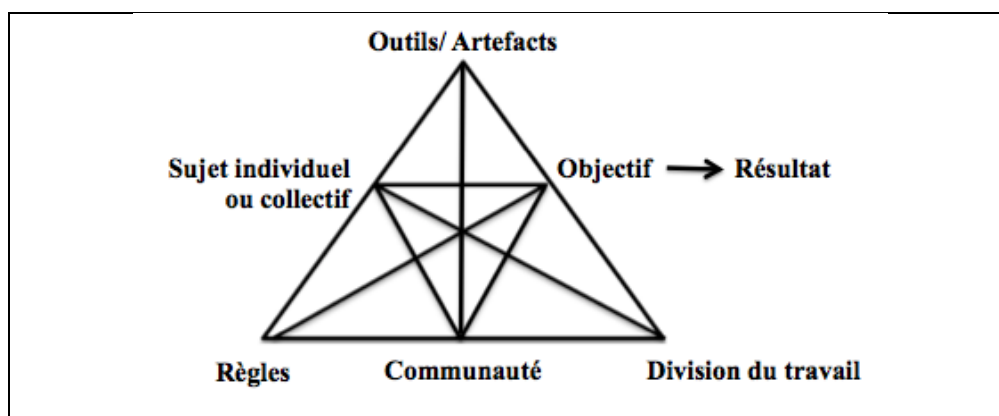 Outils/ Artefacts
Sujet individuel
ou collectif
Objectif
Résultat
Règles
Communauté
Division du travail